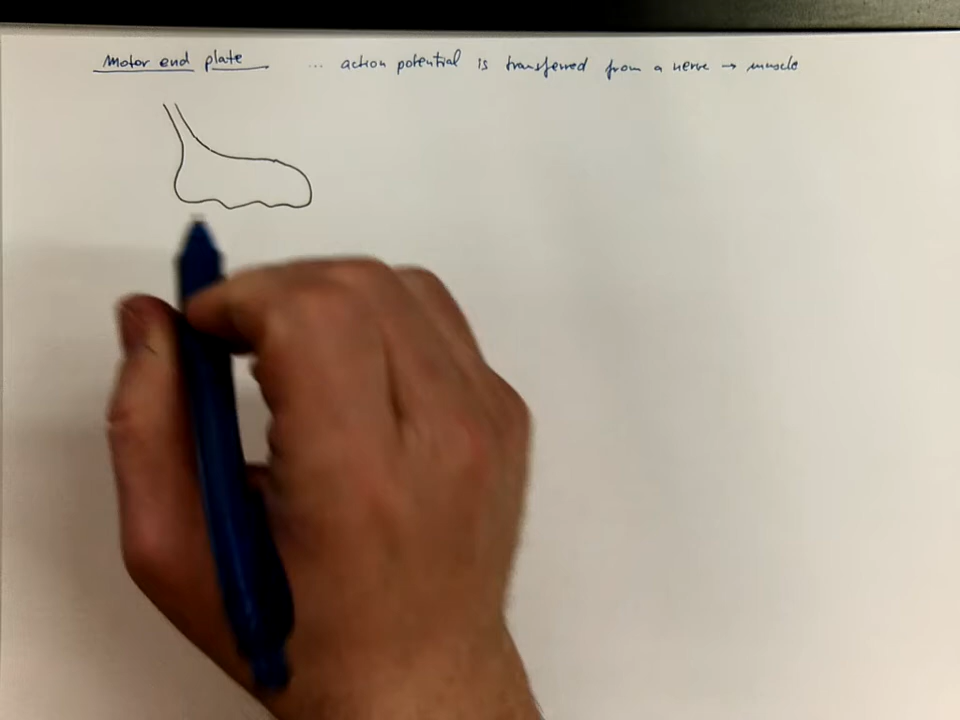 Motor end plate ... action potential is transferred from a nerve → muscle